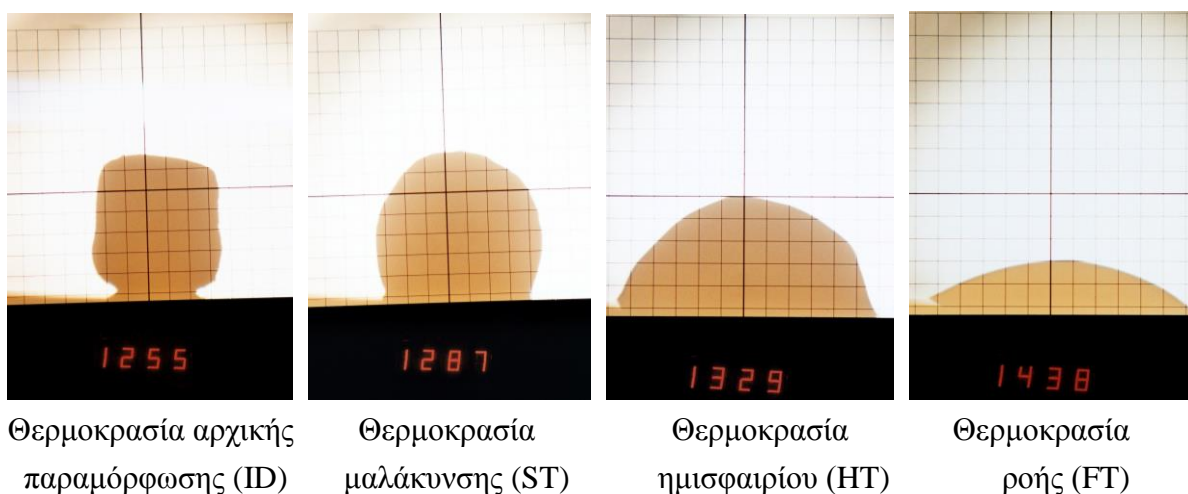 1255
1287
1329
1438
Θερμοκρασία αρχικής
παραμόρφωσης (ID)
Θερμοκρασία
μαλάκυνσης (ST)
Θερμοκρασία
ημισφαιρίου (HT)
Θερμοκρασία
ροής (FT)